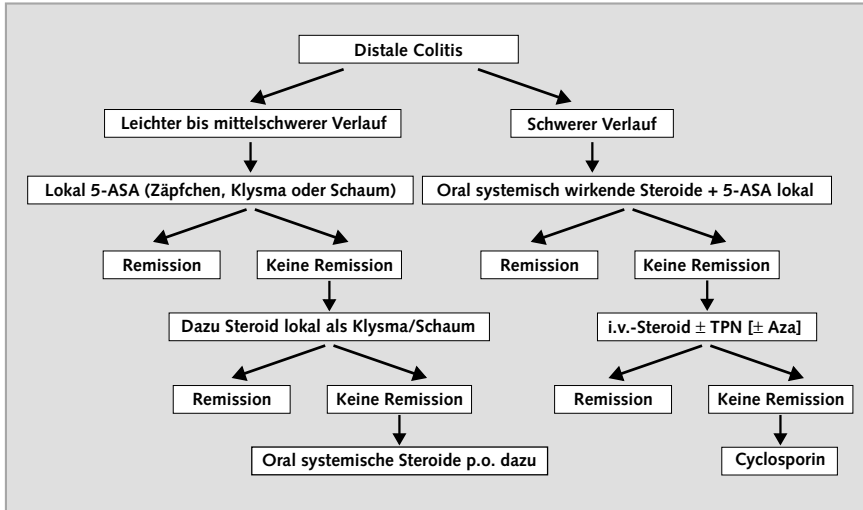 Distale Colitis
Leichter bis mittelschwerer Verlauf
Schwerer Verlauf
Lokal 5-ASA (Zäpfchen, Klysma oder Schaum)
Oral systemisch wirkende Steroide + 5-ASA lokal
Remission
Keine Remission
Remission
Keine Remission
Dazu Steroid lokal als Klysma/Schaum
i.v.-Steroid ± TPN [± Aza]
Remission
Keine Remission
Remission
Keine Remission
Oral systemische Steroide p.o. dazu
Cyclosporin